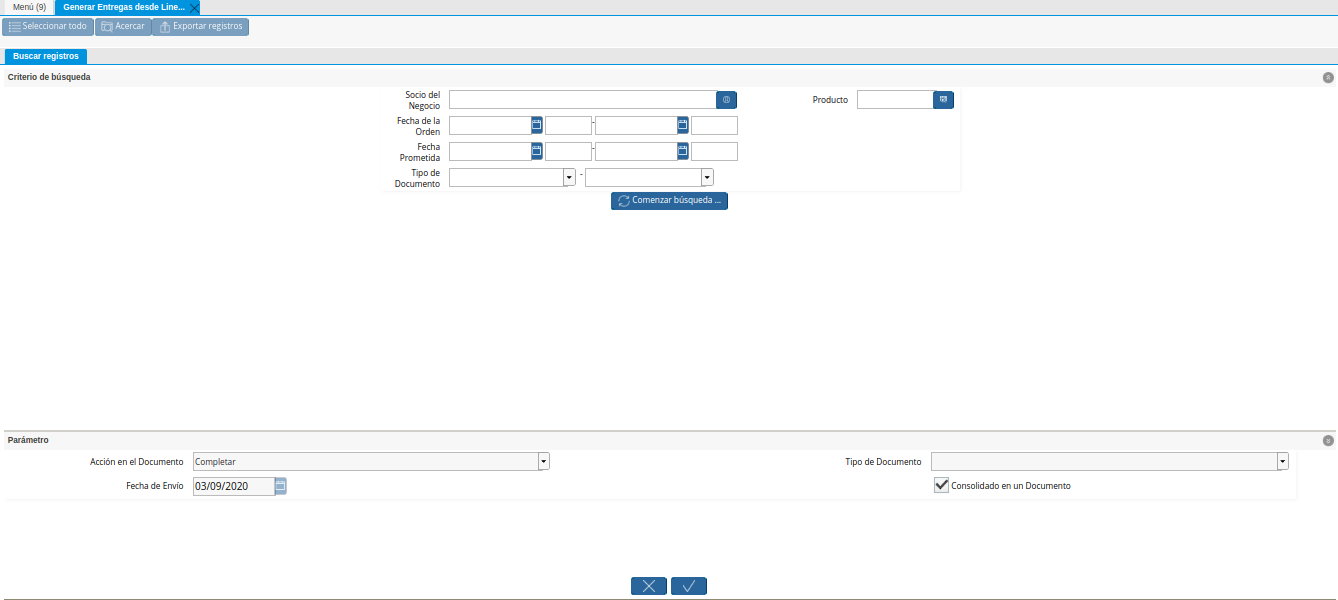 Menú (9)
Generar Entregas desde Line...
Seleccionar todo
Acercar
Exportar registros
Buscar registros
Criterio de búsqueda
Socio del
Negocio
Producto
Fecha de la
Orden
-
Fecha
Prometida
-
Tipo de
Documento
-
Comenzar búsqueda ...
Parámetro
Acción en el Documento
Completar
Tipo de Documento
Fecha de Envío
03/09/2020
Consolidado en un Documento